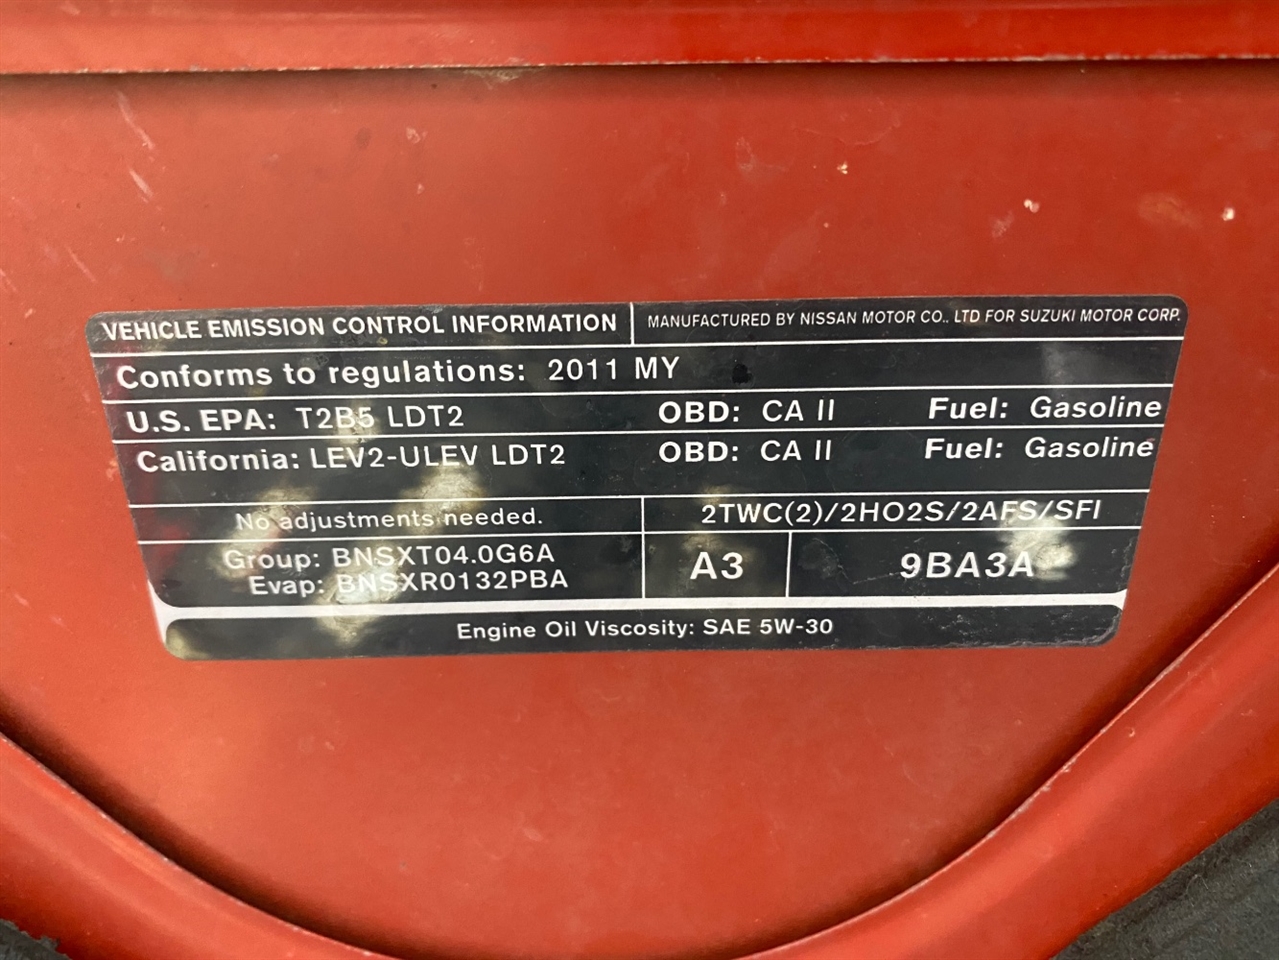 VEHICLE EMISSION CONTROL INFORMATION
MANUFACTURED BY NISSAN MOTOR CO., LTD FOR SUZUKI MOTOR CORP.
Conforms to regulations: 2011 MY
U.S. EPA: T2B5 LDT2 OBD: CA II Fuel: Gasoline
California: LEV2-ULEV LDT2 OBD: CA II Fuel: Gasoline
No adjustments needed.
2TWC(2)/2HO2S/2AFS/SFI
Group: BNSXT04.0G6A
Evap: BNSXR0132PBA
A3
9BA3A
Engine Oil Viscosity: SAE 5W-30